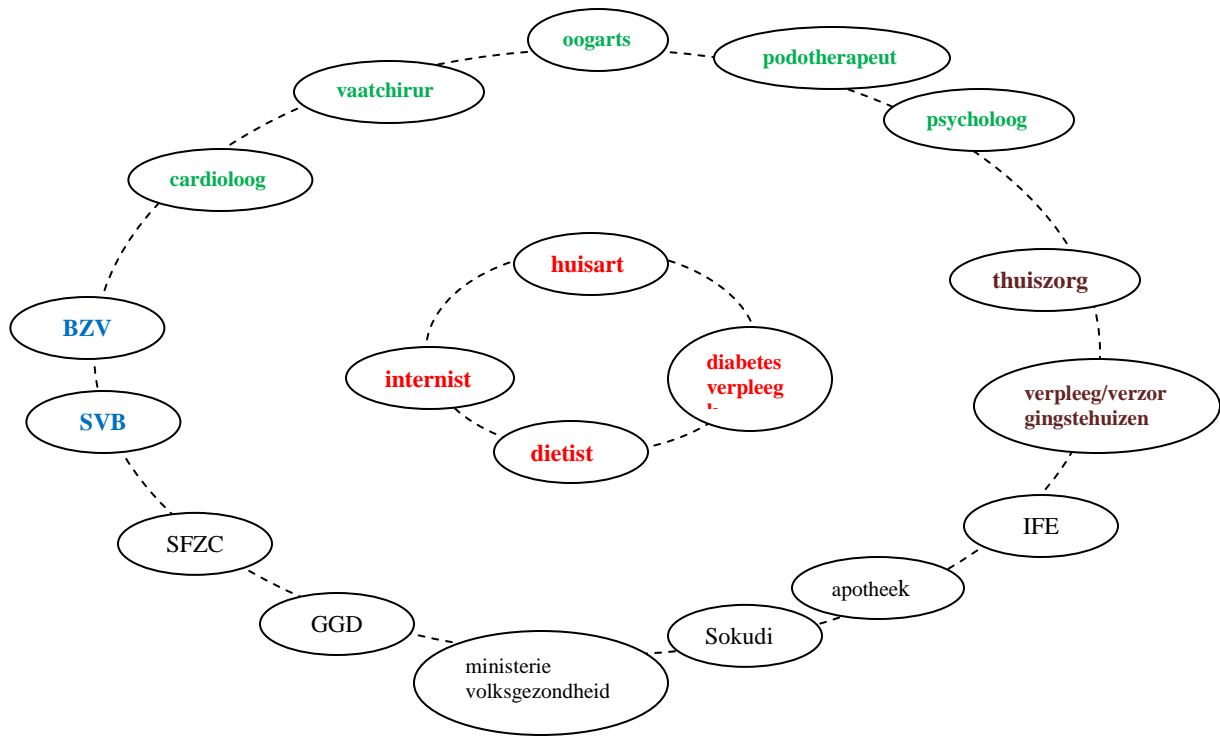 oogarts
podotherapeut
vaatchirur
psycholoog
cardioloog
huisart
thuiszorg
BZV
internist
diabetes
verpleeg
verpleeg/verzor
gingstehuizen
SVB
dietist
SFZC
IFE
apotheek
GGD
Sokudi
ministerie
volksgezondheid